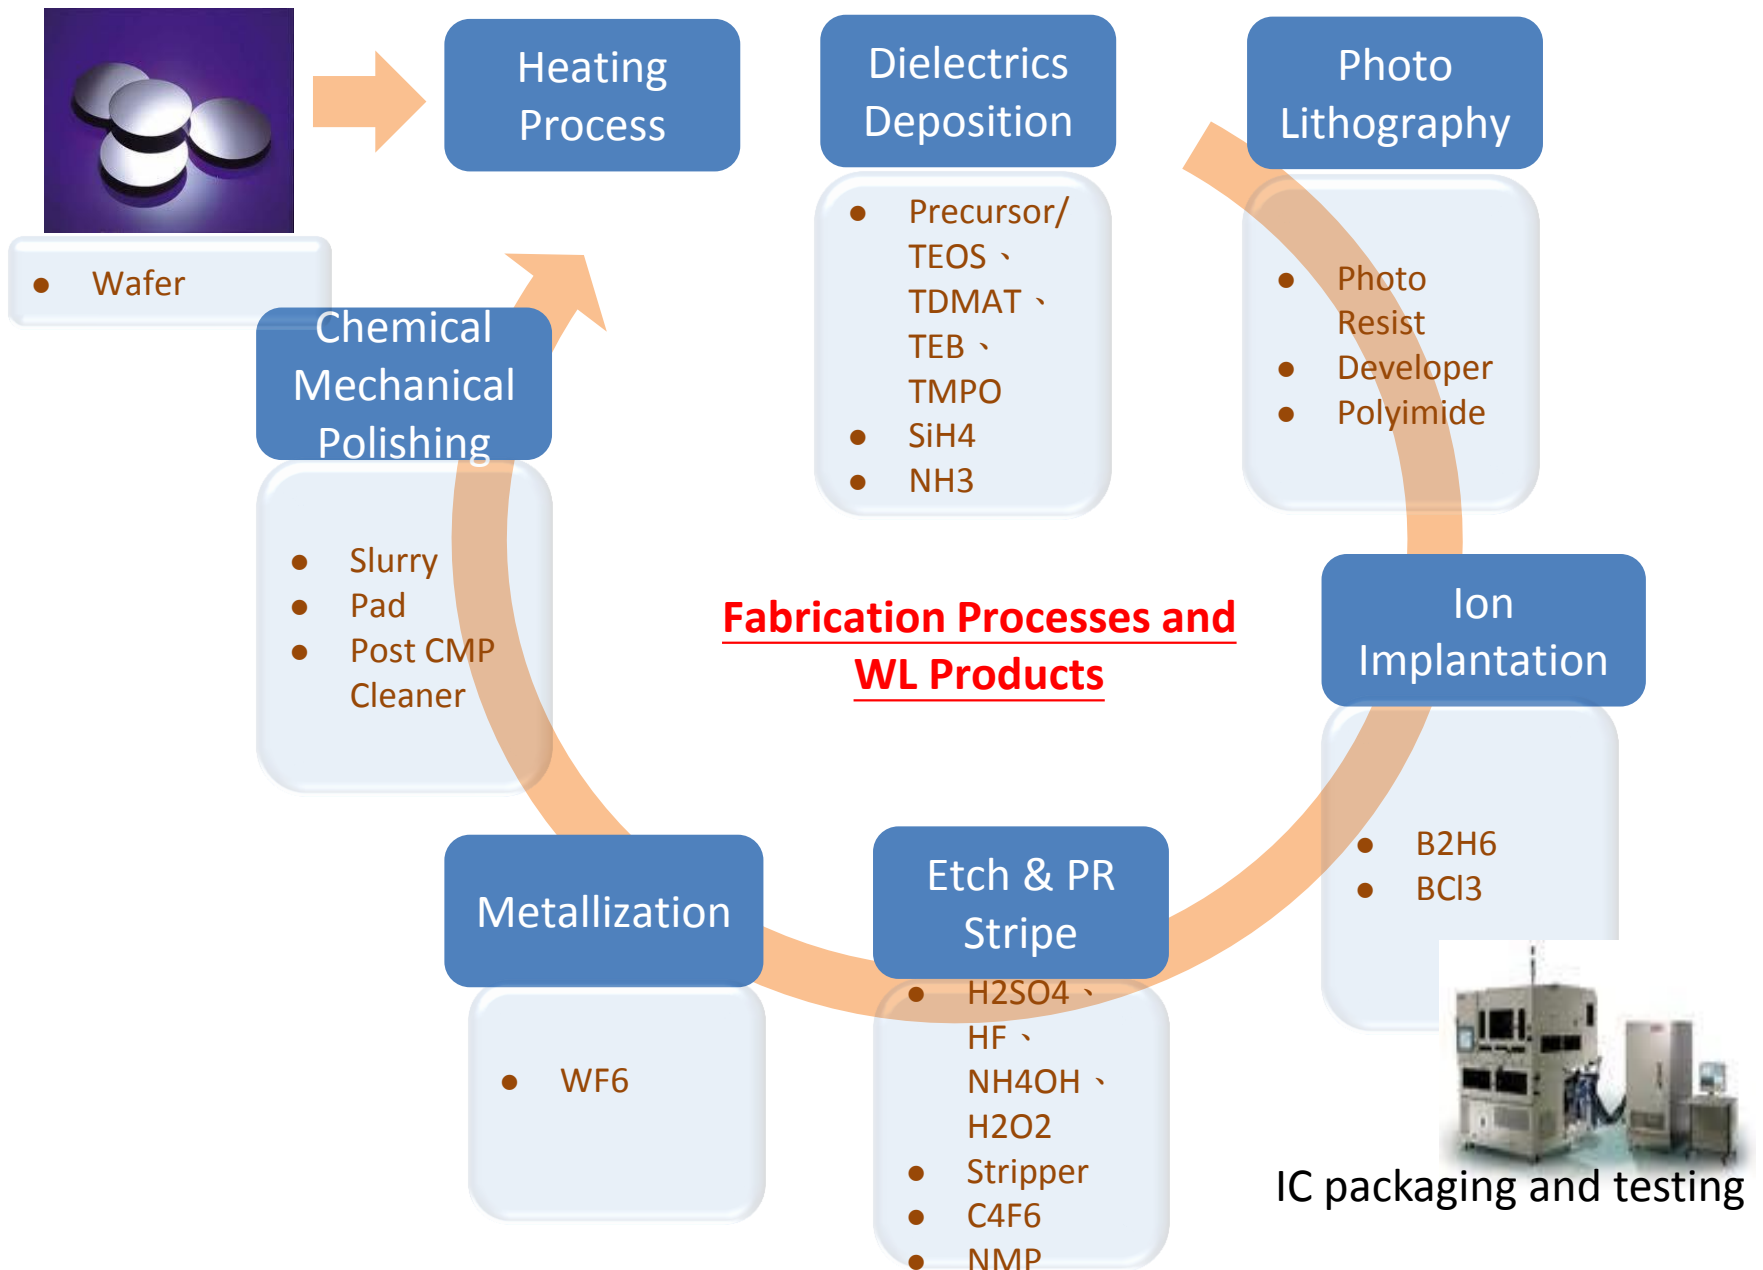 Heating
Process
Dielectrics
Deposition
Photo
Lithography
● Wafer
● Precursor/
TEOS、
TDMAT、
TEB、
TMPO
● SiH4
● NH3
● Photo
Resist
● Developer
● Polyimide
Chemical
Mechanical
Polishing
● Slurry
● Pad
● Post CMP
Cleaner
Fabrication Processes and
WL Products
Ion
Implantation
● B2H6
● BCl3
Metallization
● WF6
Etch & PR
Stripe
● H2SO4、
HF、
NH4OH、
H2O2
● Stripper
● C4F6
● NMP
IC packaging and testing